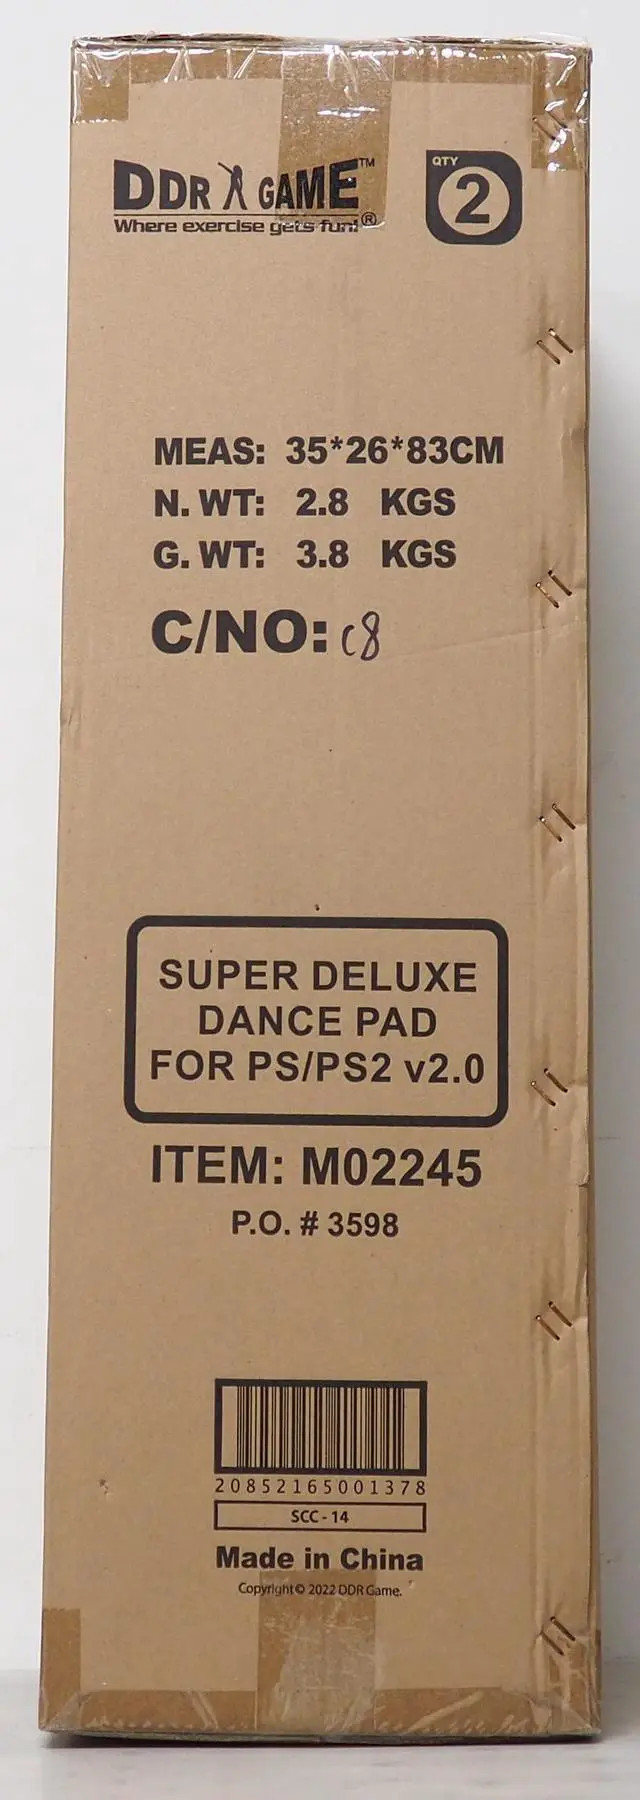 DDR GAME™
Where exercise gets fun!®
QTY
2
MEAS: 35*26*83CM
N. WT: 2.8 KGS
G. WT: 3.8 KGS
C/NO: C8
SUPER DELUXE
DANCE PAD
FOR PS/PS2 v2.0
ITEM: M02245
P.O. # 3598
20852165001378
SCC - 14
Made in China
Copyright© 2022 DDR Game.